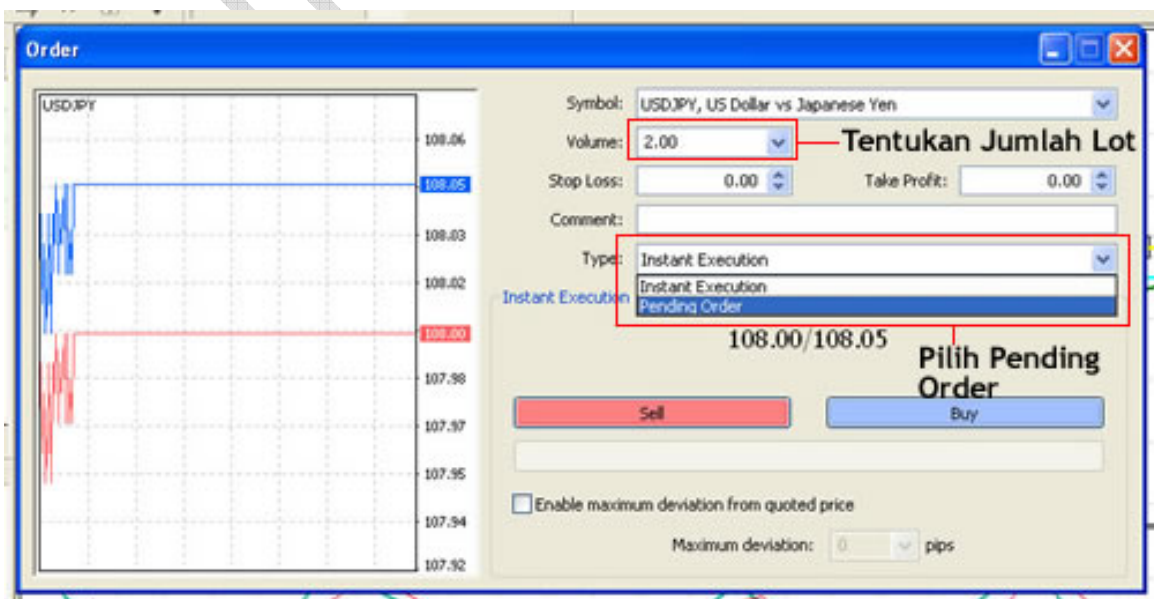 Order
USDJPY
108.06
108.05
108.03
108.02
108.00
107.98
107.97
107.95
107.94
107.92
Symbol: USDJPY, US Dollar vs Japanese Yen
Volume: 2.00
Tentukan Jumlah Lot
Stop Loss: 0.00 Take Profit: 0.00
Comment:
Type: Instant Execution
Instant Execution
Pending Order
Instant Execution
108.00/108.05
Pilih Pending
Order
Sell Buy
Enable maximum deviation from quoted price
Maximum deviation: 0 pips